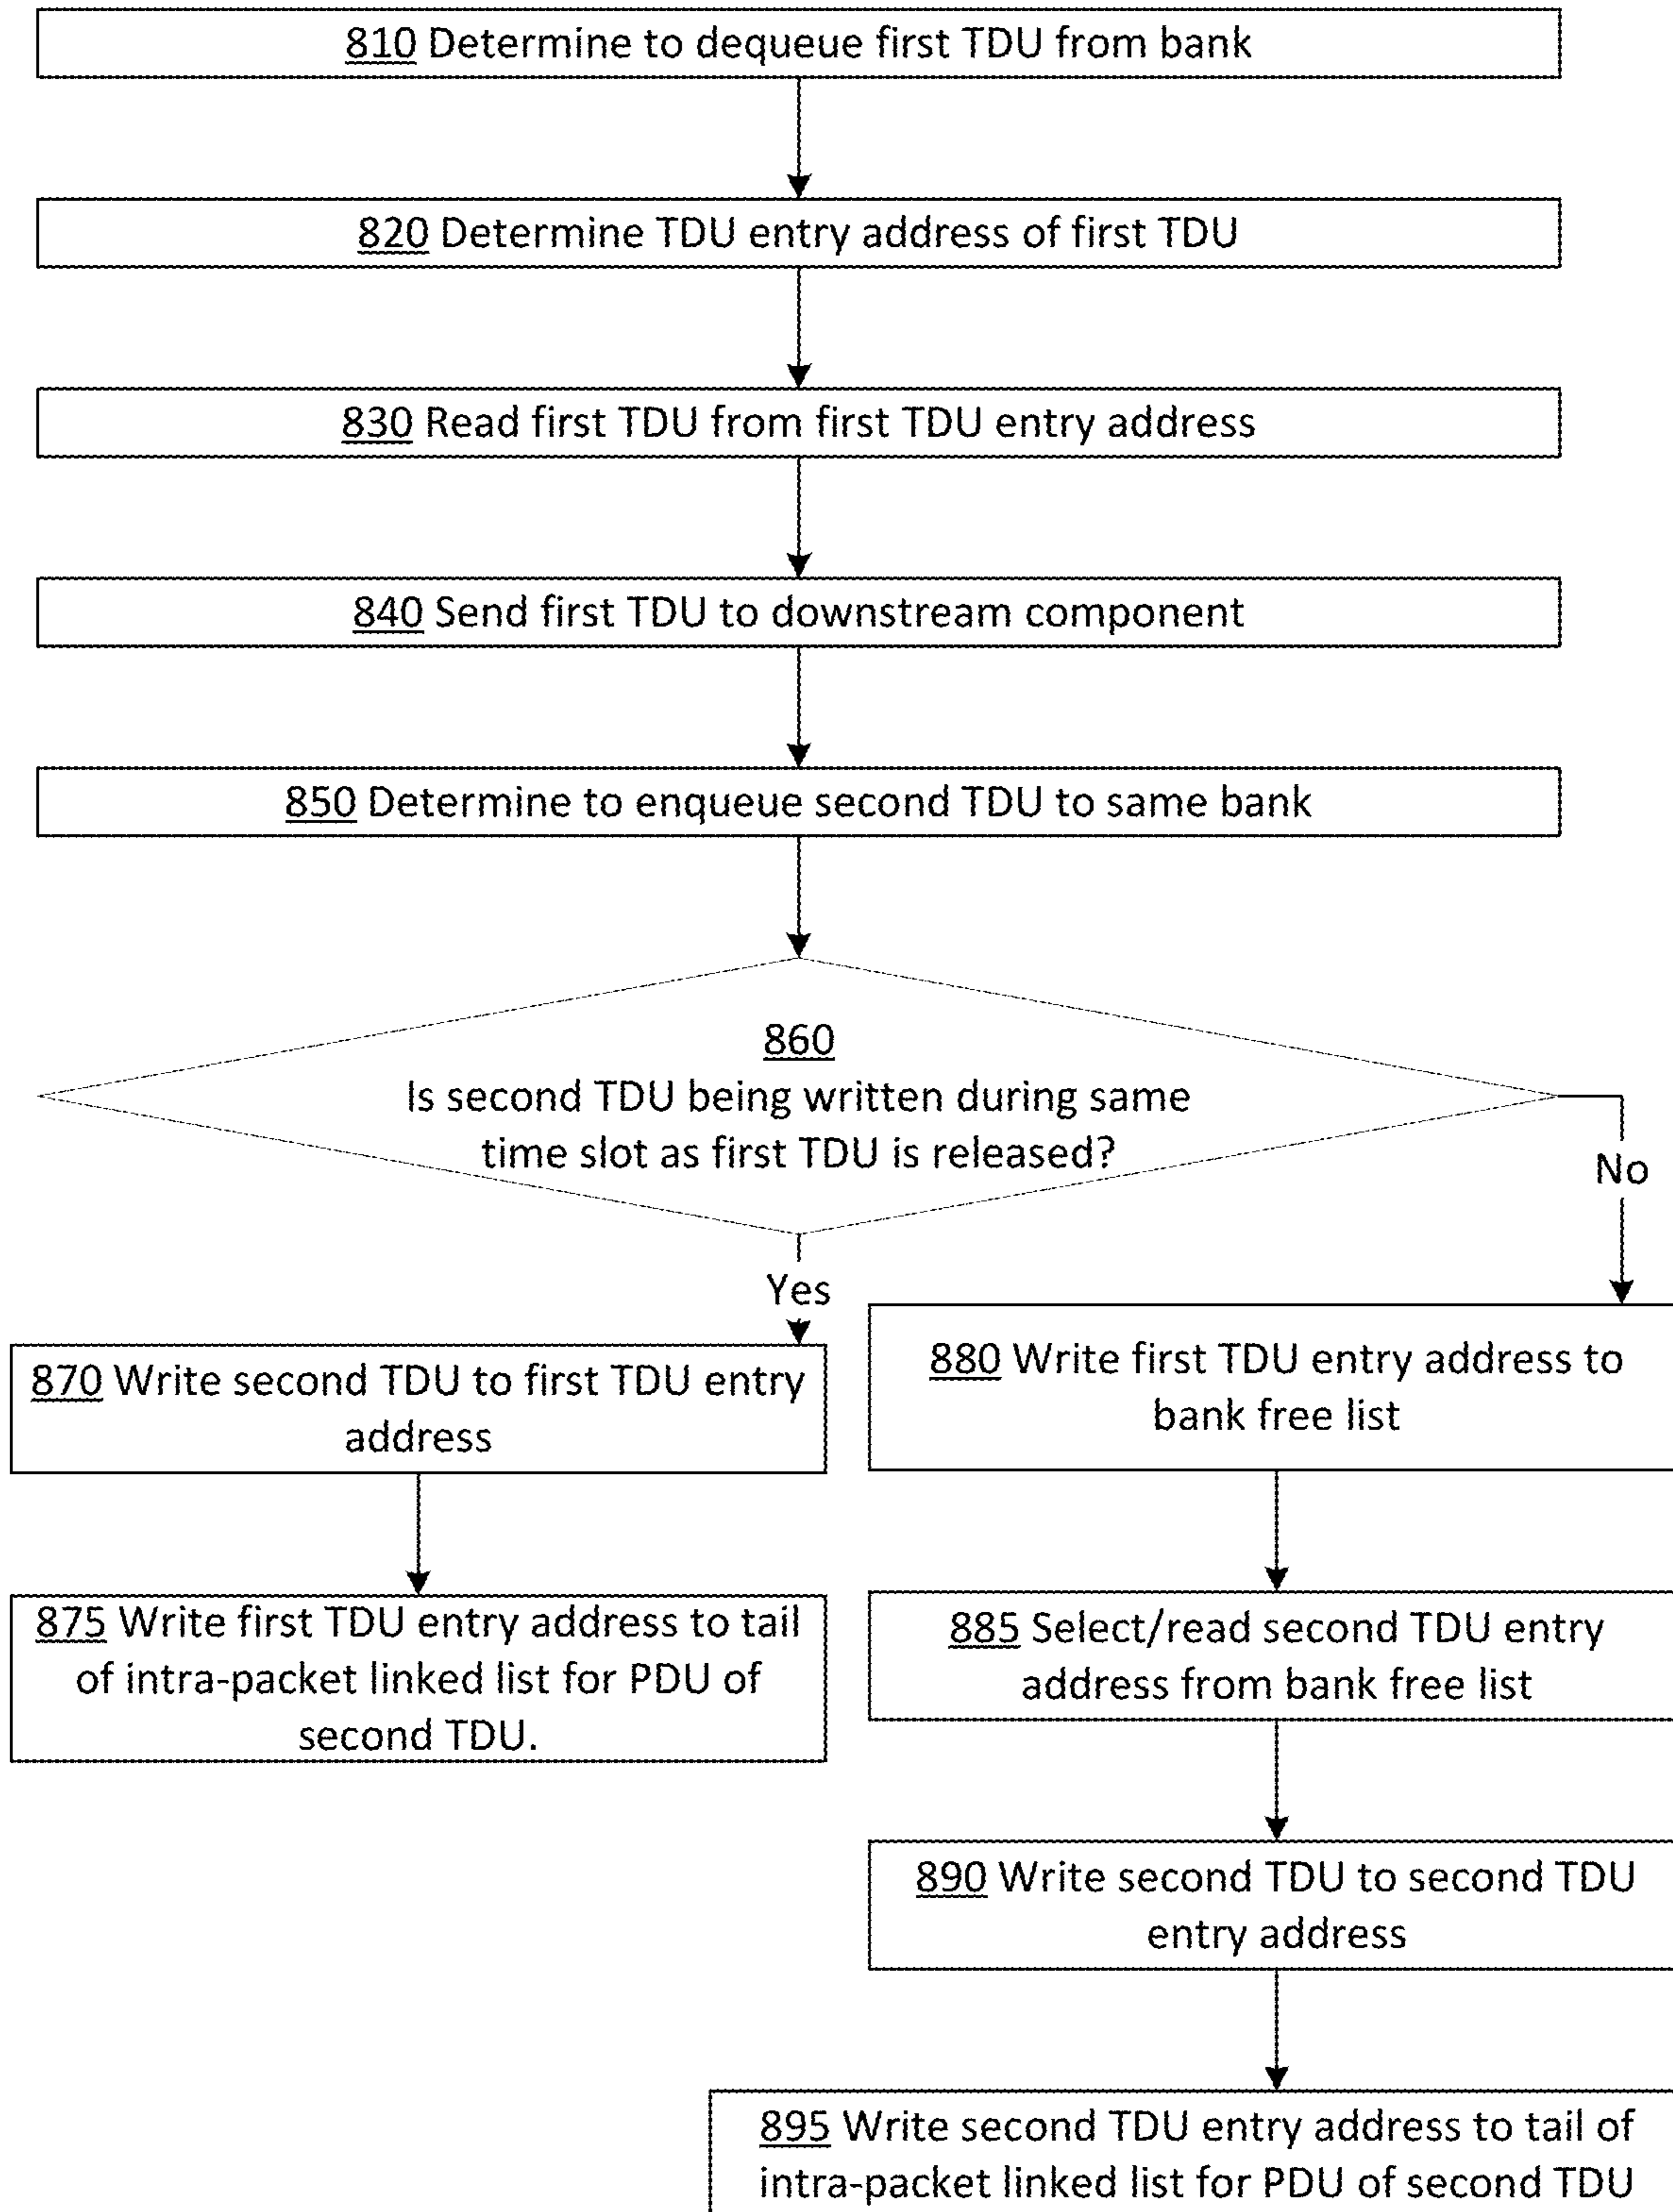 810 Determine to dequeue first TDU from bank
820 Determine TDU entry address of first TDU
830 Read first TDU from first TDU entry address
840 Send first TDU to downstream component
850 Determine to enqueue second TDU to same bank
860
Is second TDU being written during same
time slot as first TDU is released?
No
Yes
870 Write second TDU to first TDU entry
address
875 Write first TDU entry address to tail
of intra-packet linked list for PDU of
second TDU.
880 Write first TDU entry address to
bank free list
885 Select/read second TDU entry
address from bank free list
890 Write second TDU to second TDU
entry address
895 Write second TDU entry address to tail of
intra-packet linked list for PDU of second TDU